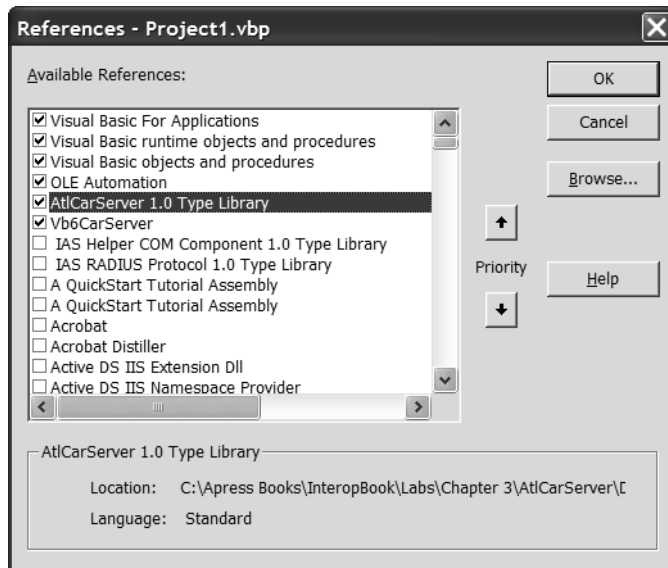 References - Project1.vbp
Available References:
Visual Basic For Applications
Visual Basic runtime objects and procedures
Visual Basic objects and procedures
OLE Automation
AtlCarServer 1.0 Type Library
Vb6CarServer
IAS Helper COM Component 1.0 Type Library
IAS RADIUS Protocol 1.0 Type Library
A QuickStart Tutorial Assembly
A QuickStart Tutorial Assembly
Acrobat
Acrobat Distiller
Active DS IIS Extension Dll
Active DS IIS Namespace Provider
OK
Cancel
Browse...
Priority
Help
AtlCarServer 1.0 Type Library
Location: C:\Apress Books\InteropBook\Labs\Chapter 3\AtlCarServer\
Language: Standard